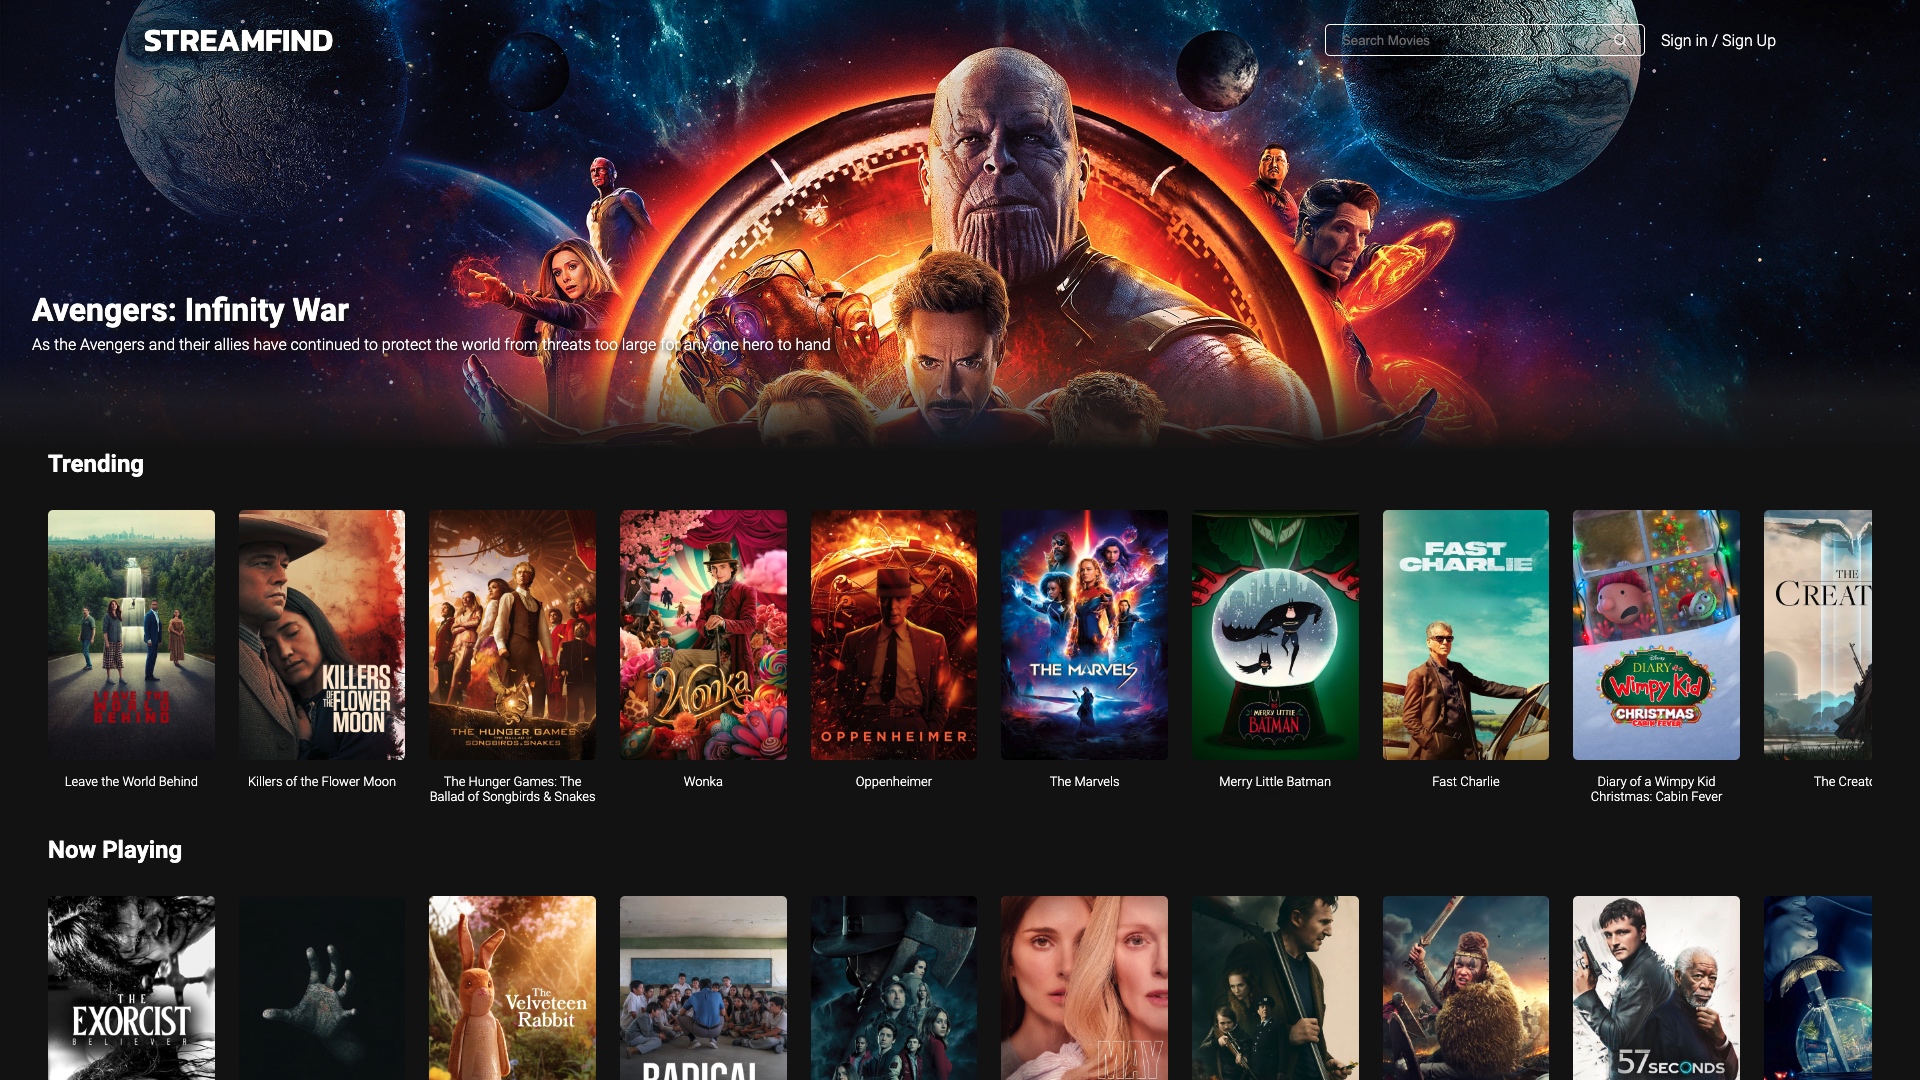 STREAMFIND
Search Movies
Sign in / Sign Up
Avengers: Infinity War
As the Avengers and their allies have continued to protect the world from threats too large for any one hero to hand
Trending
LEAVE THE
WORLD
BEHIND
KILLERS
OF THE FLOWER
MOON
THE HUNGER GAMES
THE BALLAD OF
SONGBIRDS & SNAKES
Wonka
OPPENHEIMER
THE MARVELS
MERRY LITTLE
BATMAN
FAST
CHARLIE
Disney
DIARY of a
Wimpy Kid
CHRISTMAS
CABIN FEVER
THE
CREAT
Leave the World Behind
Killers of the Flower Moon
The Hunger Games: The
Ballad of Songbirds & Snakes
Wonka
Oppenheimer
The Marvels
Merry Little Batman
Fast Charlie
Diary of a Wimpy Kid
Christmas: Cabin Fever
The Creato
Now Playing
THE
EXORCIST
BELIEVER
The
Velveteen
Rabbit
RADICAL
MAY
57 SECONDS